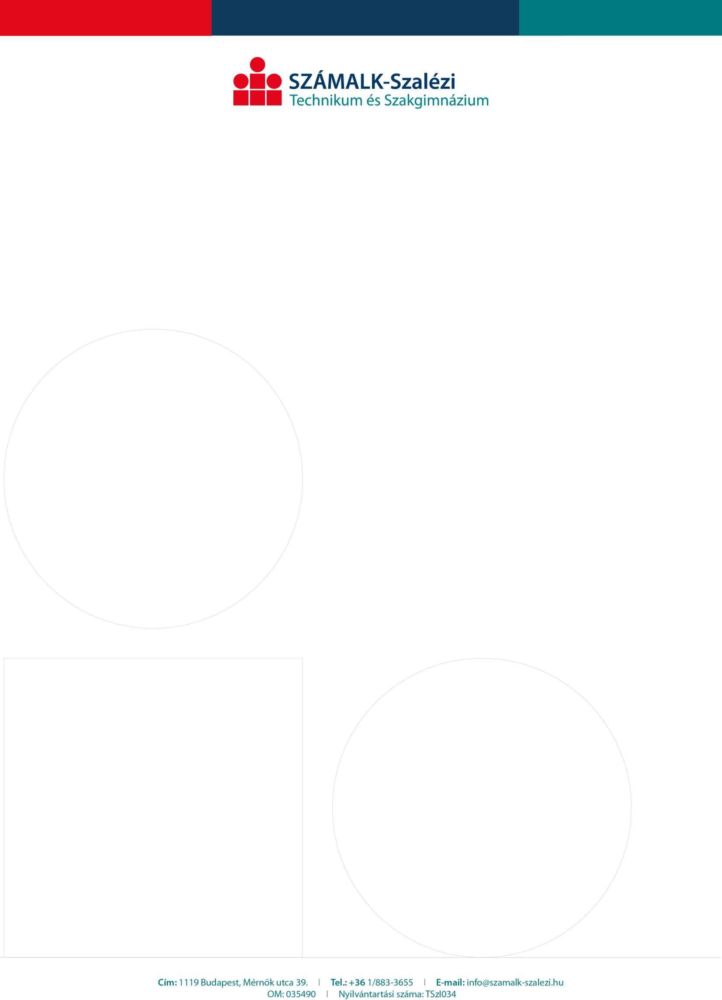 SZÁMALK-Szalézi
Technikum és Szakgimnázium
Cím: 1119 Budapest, Mérnök utca 39. | Tel.: +36 1/883-3655 | E-mail: info@szamalk-szalezi.hu
OM: 035490 | Nyilvántartási száma: TSzI034